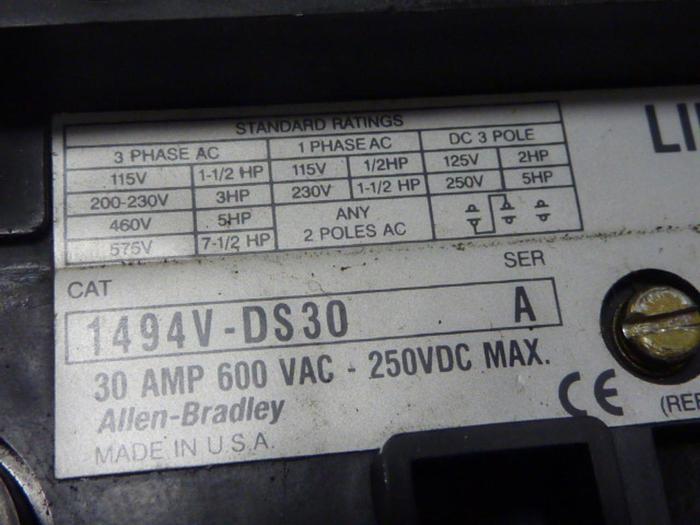 STANDARD RATINGS
3 PHASE AC 1 PHASE AC DC 3 POLE
115V 1-1/2 HP 115V 1/2HP 125V 2HP
200-230V 3HP 230V 1-1/2 HP 250V 5HP
460V 5HP ANY
575V 7-1/2 HP 2 POLES AC
CAT SER
1494V-DS30 A
30 AMP 600 VAC - 250VDC MAX.
Allen-Bradley CE
MADE IN U.S.A.